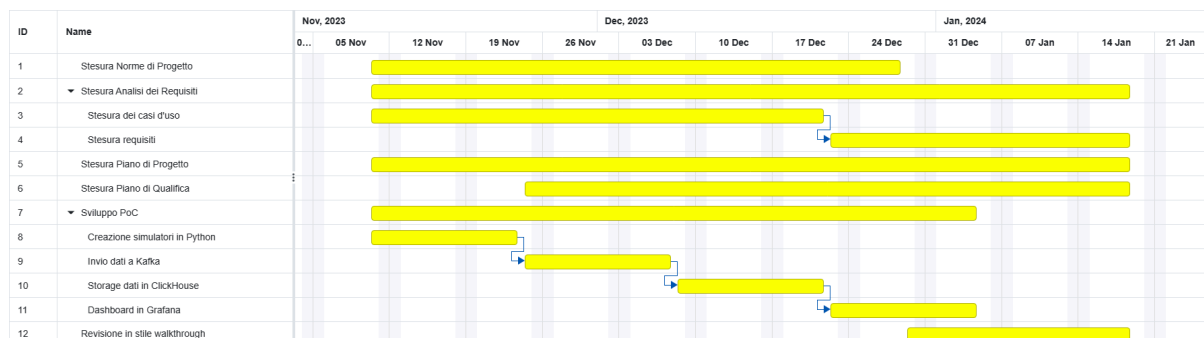 ID Name Nov, 2023 Dec, 2023 Jan, 2024
0... 05 Nov 12 Nov 19 Nov 26 Nov 03 Dec 10 Dec 17 Dec 24 Dec 31 Dec 07 Jan 14 Jan 21 Jan
1 Stesura Norme di Progetto
2 Stesura Analisi dei Requisiti
3 Stesura dei casi d'uso
4 Stesura requisiti
5 Stesura Piano di Progetto
6 Stesura Piano di Qualifica
7 Sviluppo PoC
8 Creazione simulatori in Python
9 Invio dati a Kafka
10 Storage dati in ClickHouse
11 Dashboard in Grafana
12 Revisione in stile walkthrough